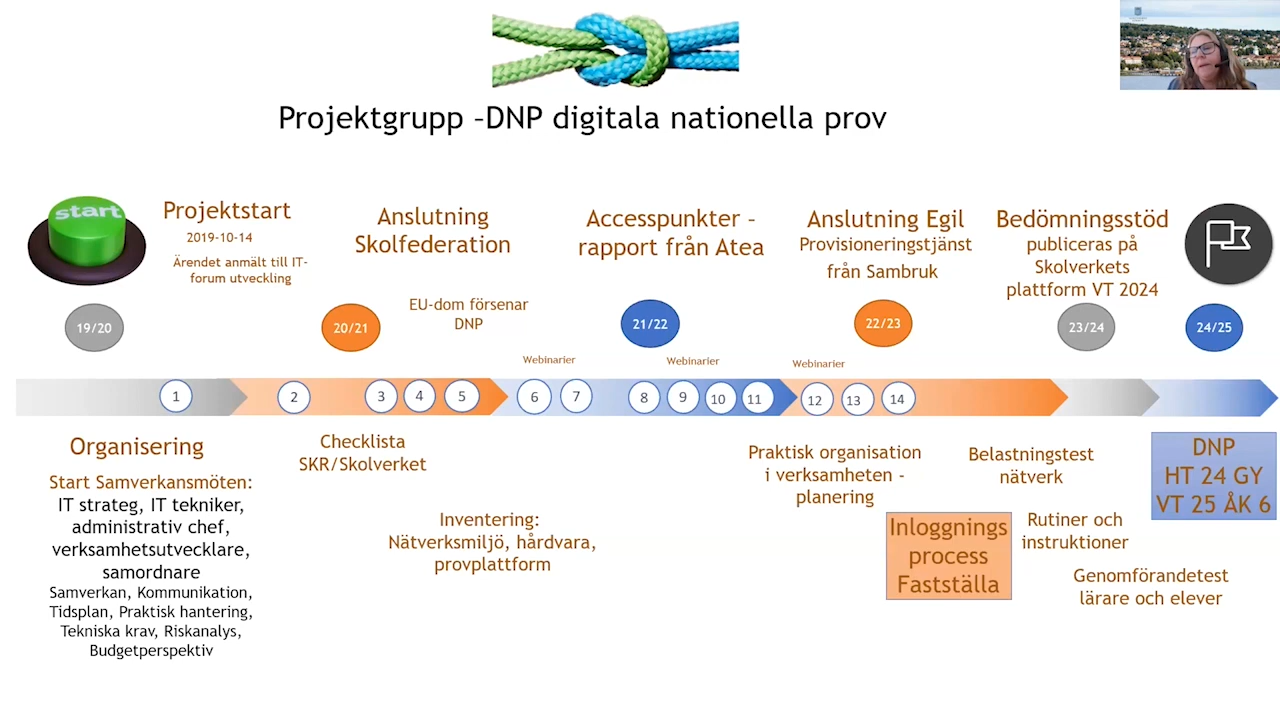 Projektgrupp –DNP digitala nationella prov
start
Projektstart
2019-10-14
Ärendet anmält till IT-
forum utveckling
Anslutning
Skolfederation
EU-dom försenar
DNP
Accesspunkter –
rapport från Atea
Anslutning Egil
Provisioneringstjänst
från Sambruk
Bedömningsstöd
publiceras på
Skolverkets
plattform VT 2024
19/20
20/21
21/22
22/23
23/24
24/25
Webinarier
Webinarier
Webinarier
1
2
3
4
5
6
7
8
9
10
11
12
13
14
Organisering
Start Samverkansmöten:
IT strateg, IT tekniker,
administrativ chef,
verksamhetsutvecklare,
samordnare
Samverkan, Kommunikation,
Tidsplan, Praktisk hantering,
Tekniska krav, Riskanalys,
Budgetperspektiv
Checklista
SKR/Skolverket
Inventering:
Nätverksmiljö, hårdvara,
provplattform
Praktisk organisation
i verksamheten -
planering
Inloggnings
process
Fastställa
Belastningstest
nätverk
Rutiner och
instruktioner
Genomförandetest
lärare och elever
DNP
HT 24 GY
VT 25 ÅK 6